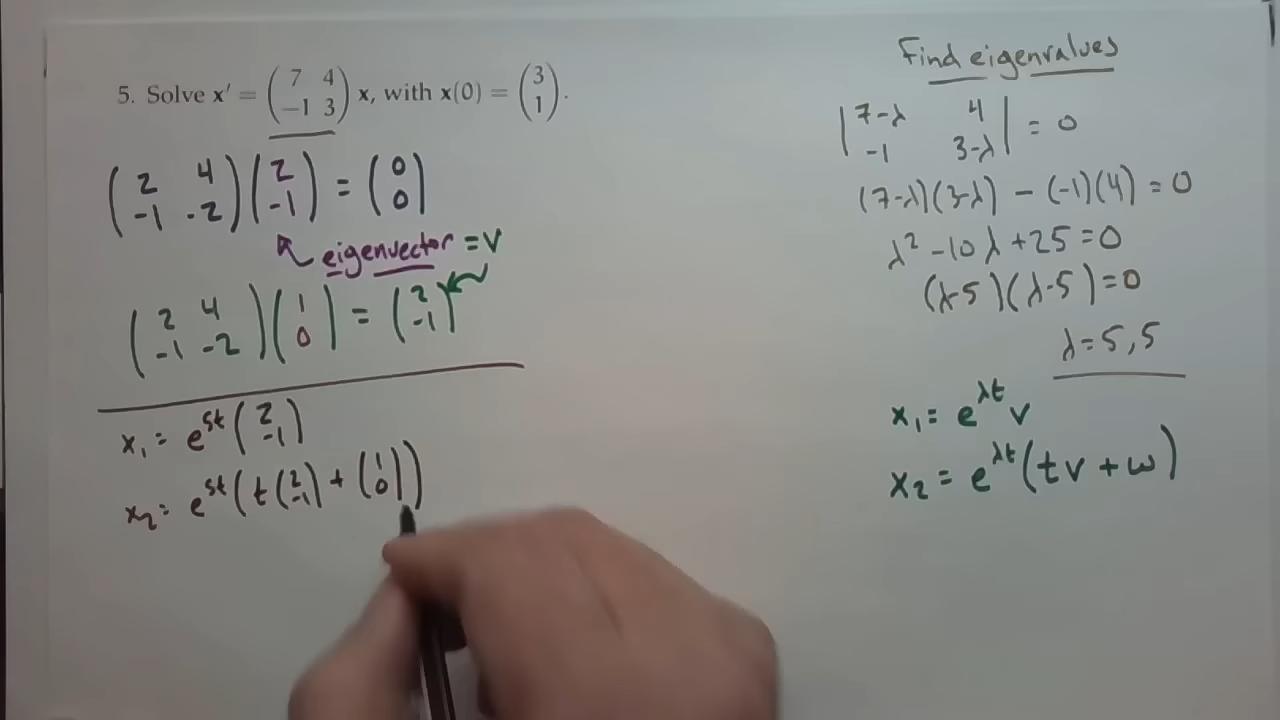 5. Solve x′ = ( 7 4 ; −1 3 ) x, with x(0) = ( 3 ; 1 ).
( 2 4 ; -1 -2 ) ( 2 ; -1 ) = ( 0 ; 0 )
eigenvector = v
( 2 4 ; -1 -2 ) ( 1 ; 0 ) = ( 2 ; -1 )
x₁ = e^5t ( 2 ; -1 )
x₂ = e^5t ( t ( 2 ; -1 ) + ( 1 ; 0 ) )
Find eigenvalues
| 7-λ 4 ; -1 3-λ | = 0
(7-λ)(3-λ) - (-1)(4) = 0
λ² - 10λ + 25 = 0
(λ-5)(λ-5) = 0
λ = 5, 5
x₁ = e^λt v
x₂ = e^λt (tv + w)